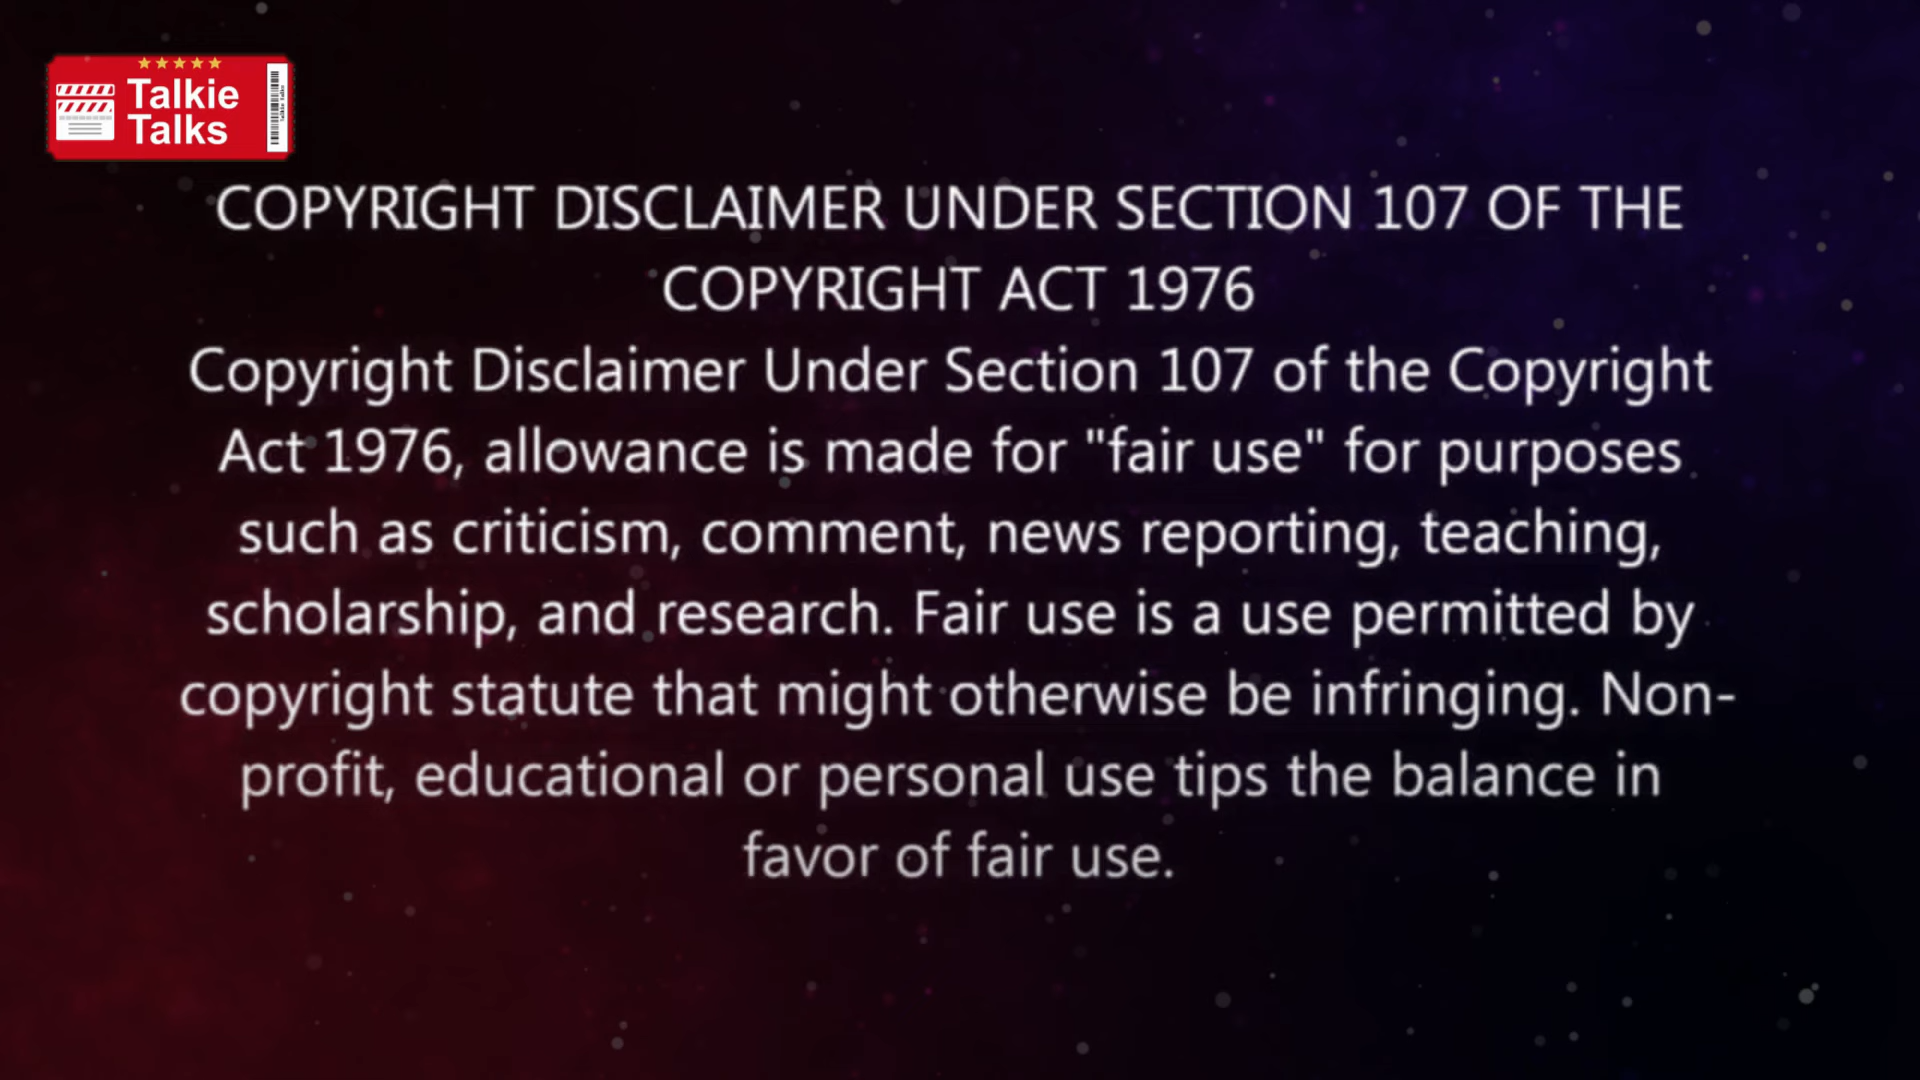 Talkie
Talks
COPYRIGHT DISCLAIMER UNDER SECTION 107 OF THE
COPYRIGHT ACT 1976
Copyright Disclaimer Under Section 107 of the Copyright
Act 1976, allowance is made for "fair use" for purposes
such as criticism, comment, news reporting, teaching,
scholarship, and research. Fair use is a use permitted by
copyright statute that might otherwise be infringing. Non-
profit, educational or personal use tips the balance in
favor of fair use.